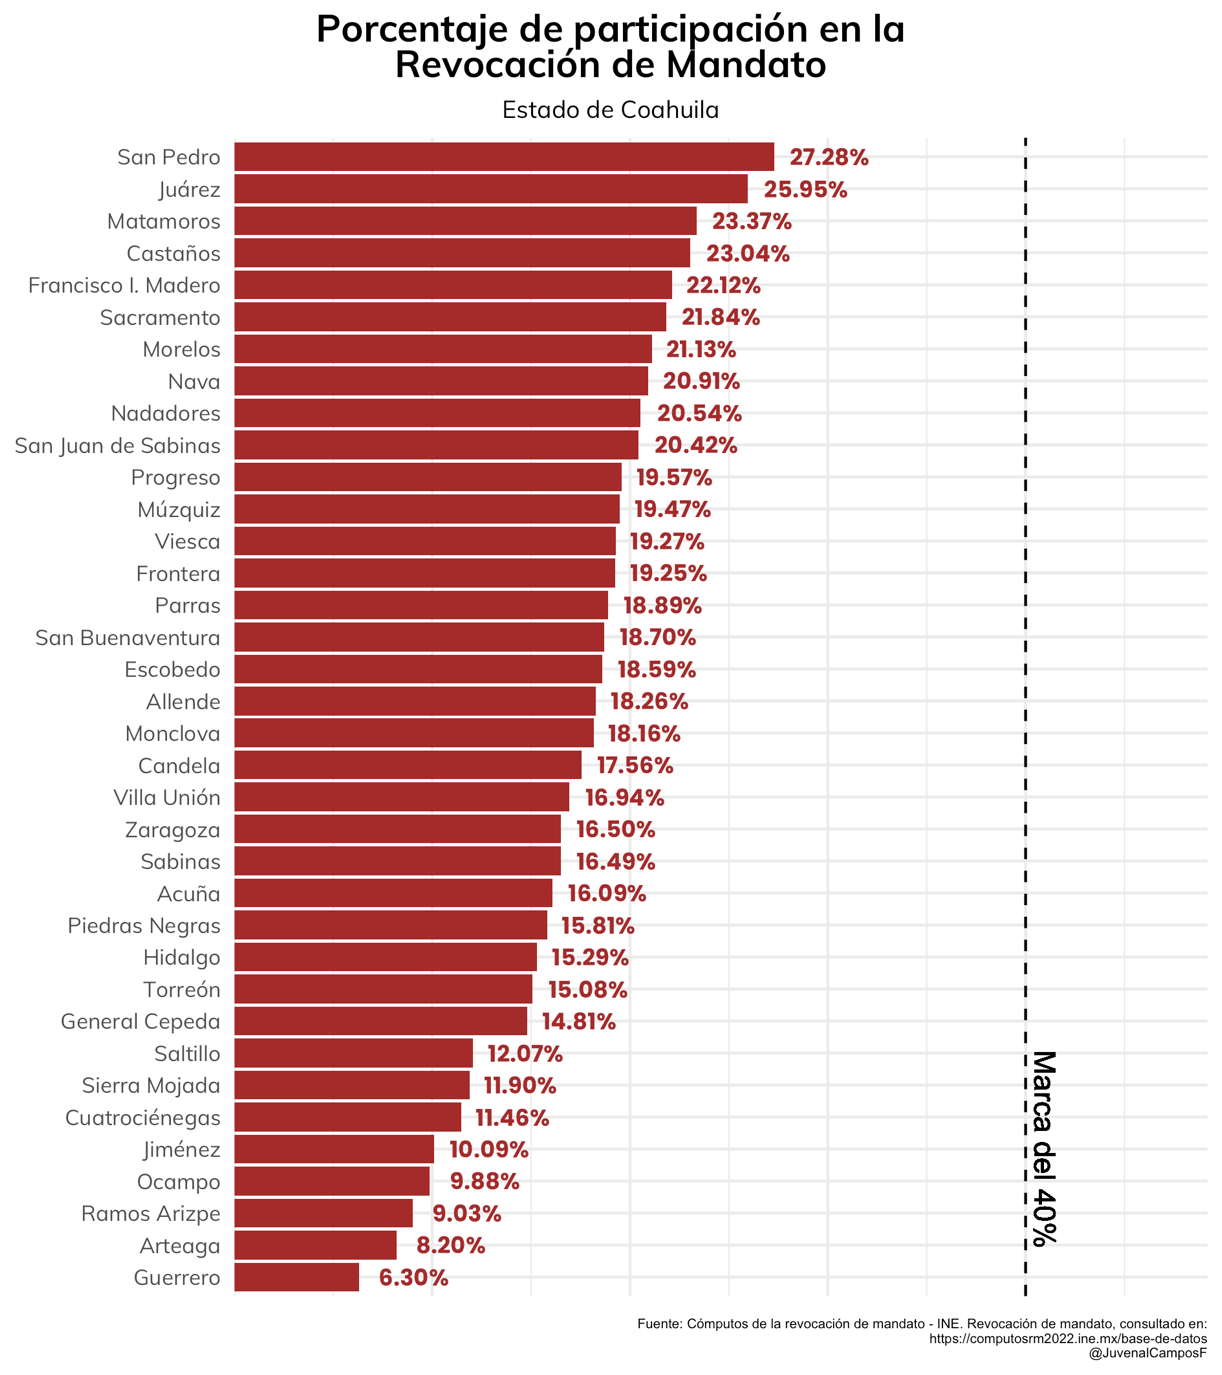 Porcentaje de participación en la
Revocación de Mandato
Estado de Coahuila
San Pedro 27.28%
Juárez 25.95%
Matamoros 23.37%
Castaños 23.04%
Francisco I. Madero 22.12%
Sacramento 21.84%
Morelos 21.13%
Nava 20.91%
Nadadores 20.54%
San Juan de Sabinas 20.42%
Progreso 19.57%
Múzquiz 19.47%
Viesca 19.27%
Frontera 19.25%
Parras 18.89%
San Buenaventura 18.70%
Escobedo 18.59%
Allende 18.26%
Monclova 18.16%
Candela 17.56%
Villa Unión 16.94%
Zaragoza 16.50%
Sabinas 16.49%
Acuña 16.09%
Piedras Negras 15.81%
Hidalgo 15.29%
Torreón 15.08%
General Cepeda 14.81%
Saltillo 12.07%
Sierra Mojada 11.90%
Cuatrociénegas 11.46%
Jiménez 10.09%
Ocampo 9.88%
Ramos Arizpe 9.03%
Arteaga 8.20%
Guerrero 6.30%
Marca del 40%
Fuente: Cómputos de la revocación de mandato - INE. Revocación de mandato, consultado en:
https://computosrm2022.ine.mx/base-de-datos
@JuvenalCamposF